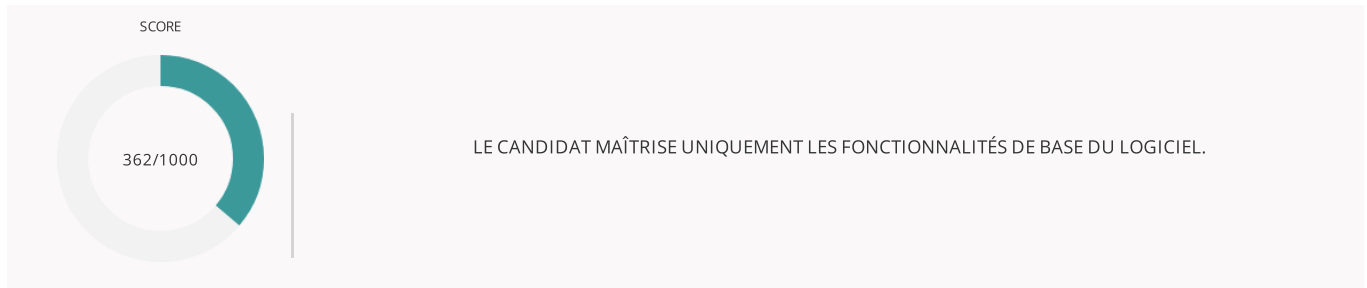 SCORE
362/1000
LE CANDIDAT MAÎTRISE UNIQUEMENT LES FONCTIONNALITÉS DE BASE DU LOGICIEL.